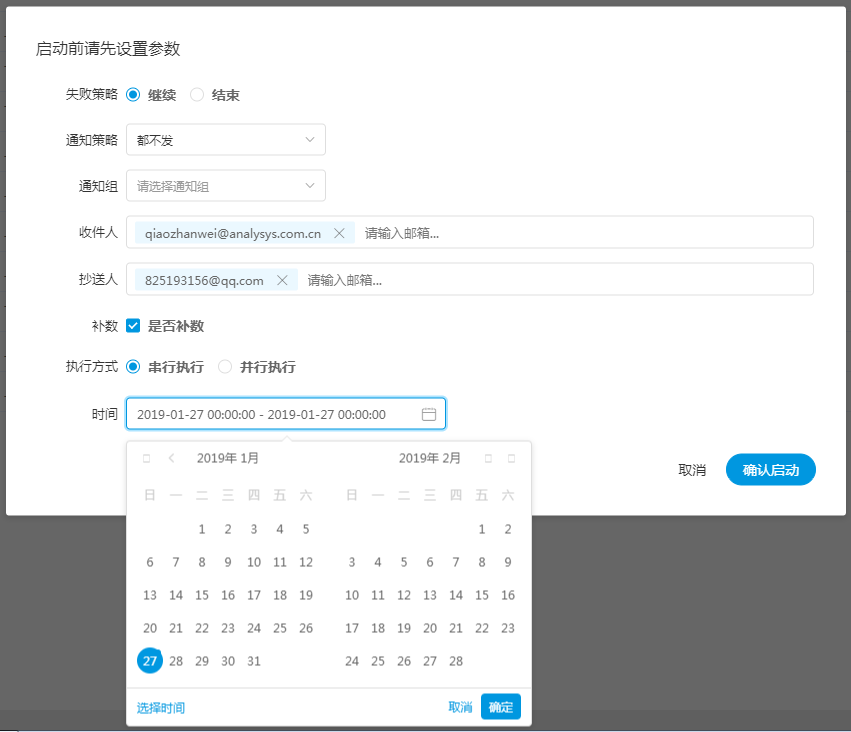 启动前请先设置参数
失败策略 继续 结束
通知策略 都不发
通知组 请选择通知组
收件人 qiaozhanwei@analysys.com.cn 请输入邮箱...
抄送人 825193156@qq.com 请输入邮箱...
补数 是否补数
执行方式 串行执行 并行执行
时间 2019-01-27 00:00:00 - 2019-01-27 00:00:00
取消 确认启动
2019年 1月
日 一 二 三 四 五 六
1 2 3 4 5
6 7 8 9 10 11 12
13 14 15 16 17 18 19
20 21 22 23 24 25 26
27 28 29 30 31
2019年 2月
日 一 二 三 四 五 六
1 2
3 4 5 6 7 8 9
10 11 12 13 14 15 16
17 18 19 20 21 22 23
24 25 26 27 28
选择时间 取消 确定